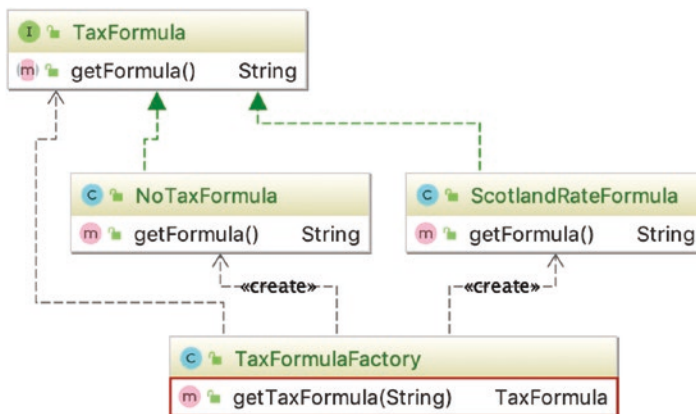 I TaxFormula
(m) getFormula() String
C NoTaxFormula
m getFormula() String
C ScotlandRateFormula
m getFormula() String
«create»
«create»
C TaxFormulaFactory
m getTaxFormula(String) TaxFormula